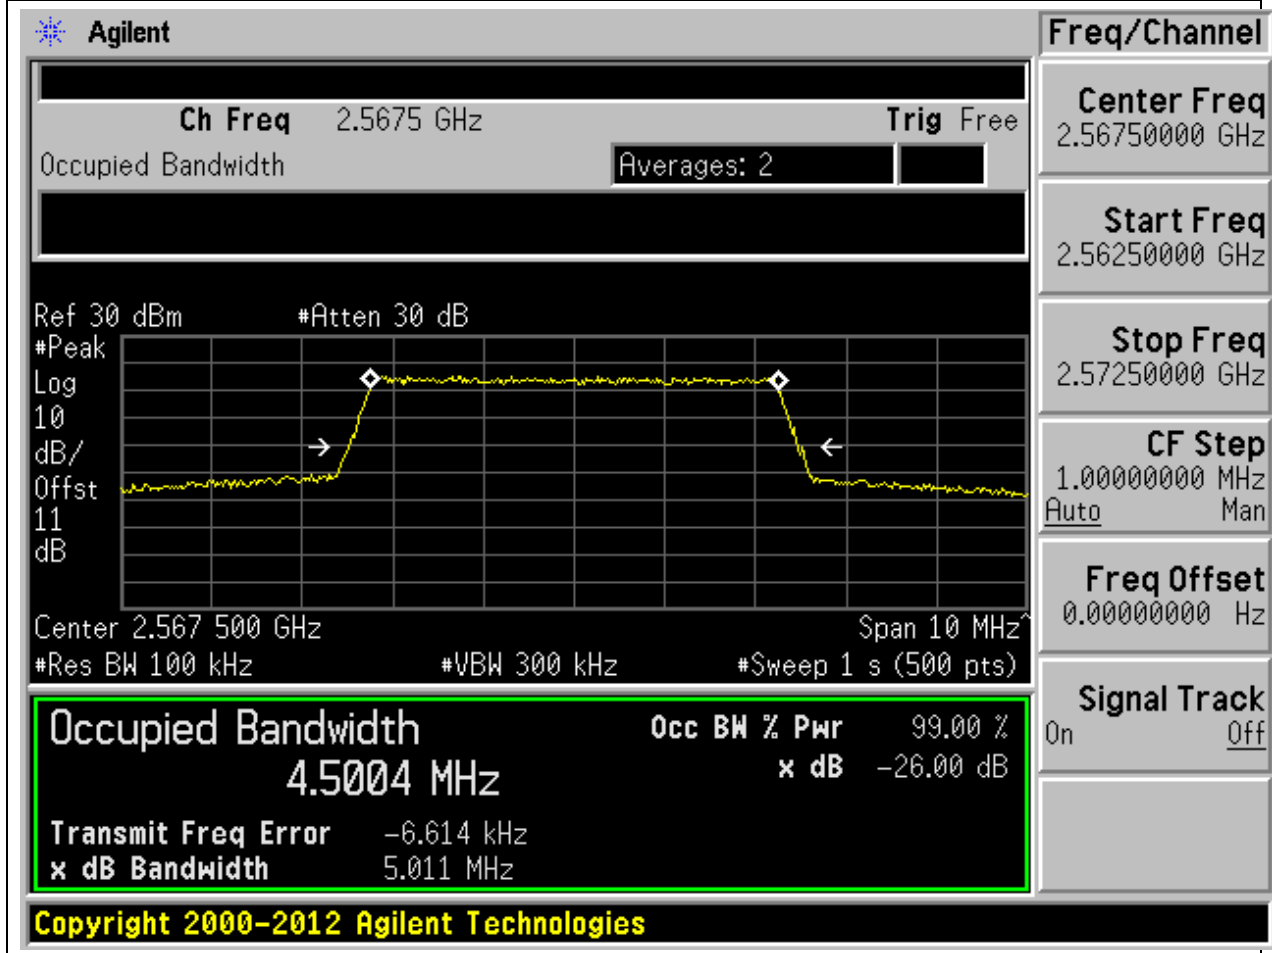 Agilent
Freq/Channel
Ch Freq 2.5675 GHz Trig Free
Occupied Bandwidth Averages: 2
Center Freq
2.56750000 GHz
Start Freq
2.56250000 GHz
Stop Freq
2.57250000 GHz
CF Step
1.00000000 MHz
Auto Man
Freq Offset
0.00000000 Hz
Signal Track
On Off
Ref 30 dBm #Atten 30 dB
#Peak
Log
10
dB/
Offst
11
dB
Center 2.567 500 GHz Span 10 MHz^
#Res BW 100 kHz #VBW 300 kHz #Sweep 1 s (500 pts)
Occupied Bandwidth Occ BW % Pwr 99.00 %
4.5004 MHz x dB -26.00 dB
Transmit Freq Error -6.614 kHz
x dB Bandwidth 5.011 MHz
Copyright 2000-2012 Agilent Technologies